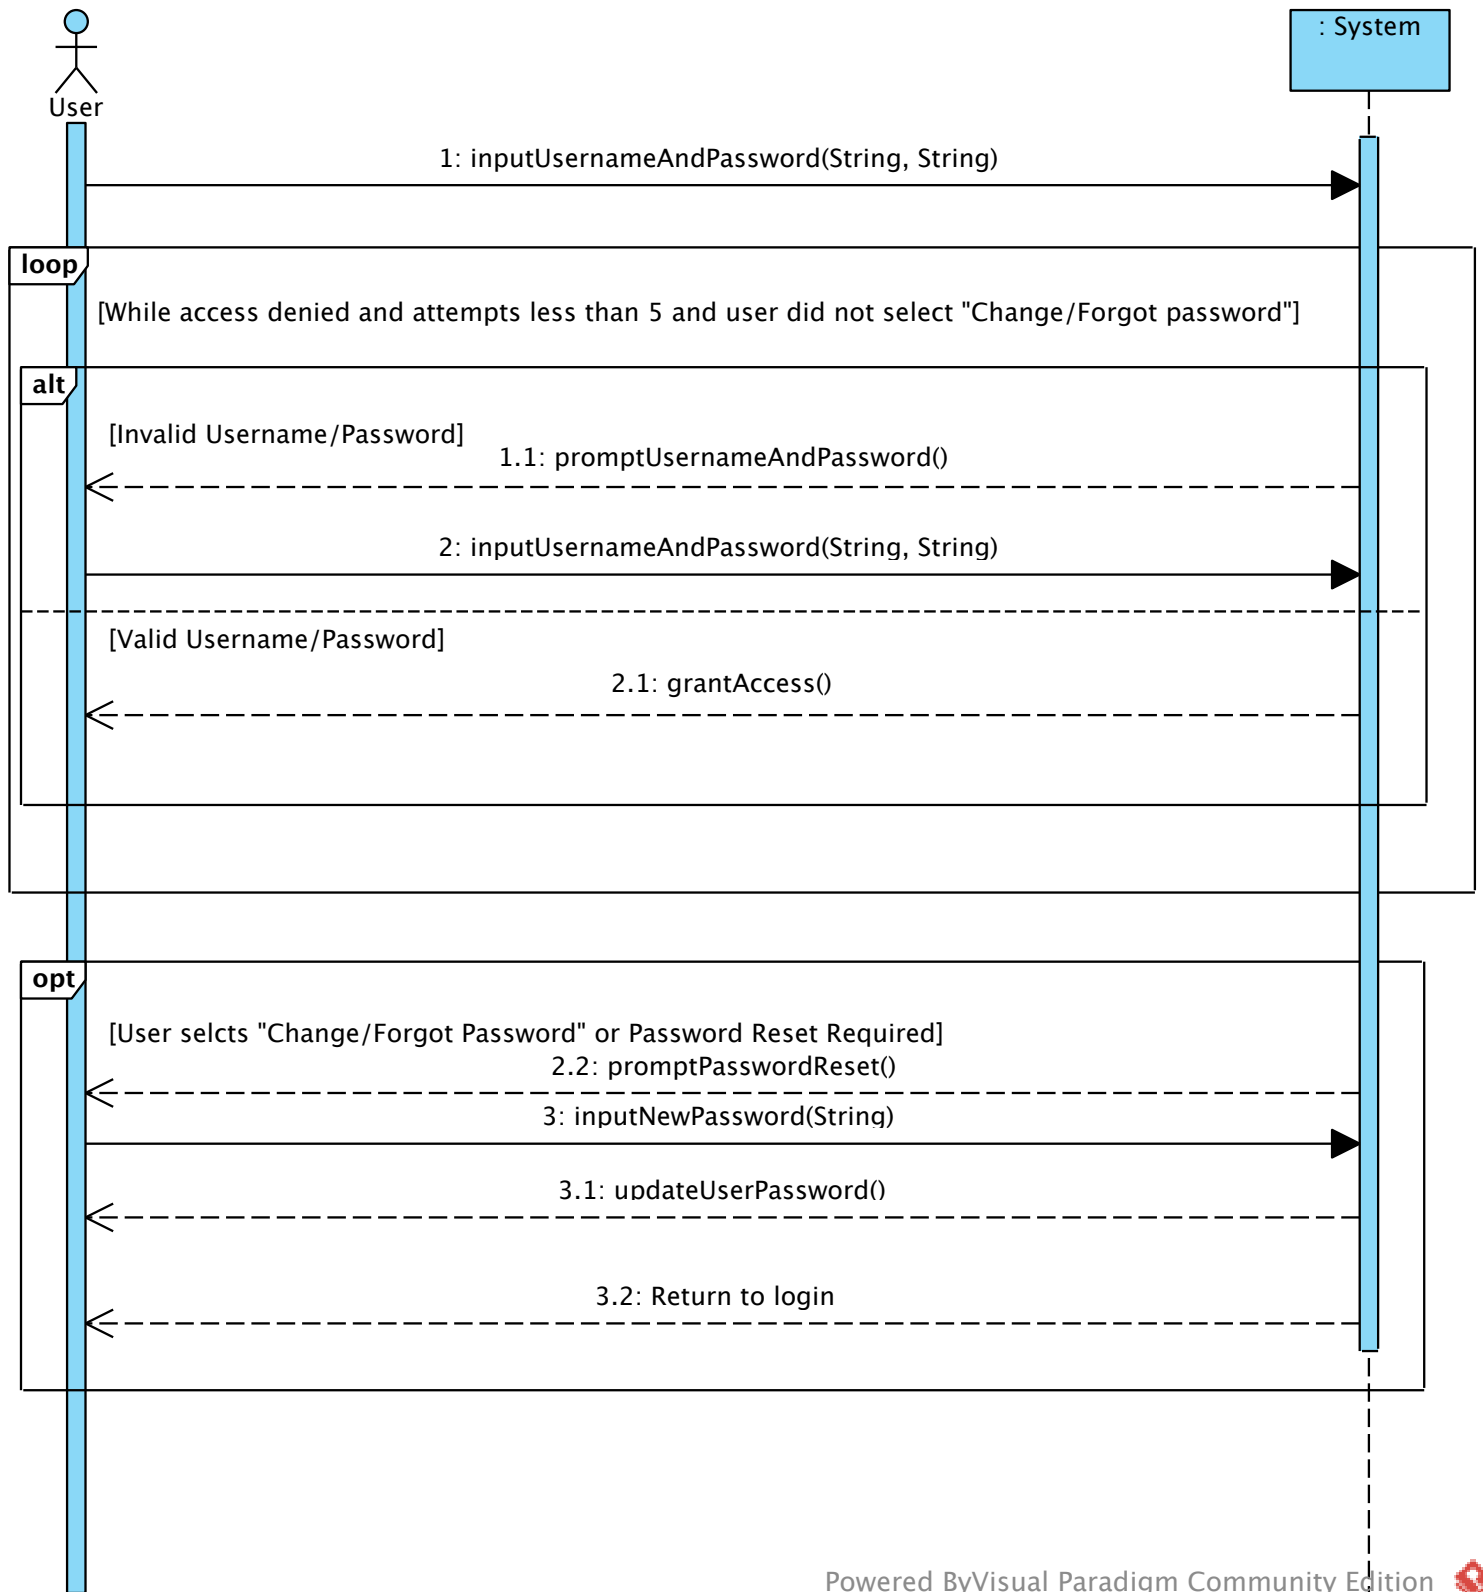 : System
User
1: inputUsernameAndPassword(String, String)
loop
[While access denied and attempts less than 5 and user did not select "Change/Forgot password"]
alt
[Invalid Username/Password]
1.1: promptUsernameAndPassword()
2: inputUsernameAndPassword(String, String)
[Valid Username/Password]
2.1: grantAccess()
opt
[User selcts "Change/Forgot Password" or Password Reset Required]
2.2: promptPasswordReset()
3: inputNewPassword(String)
3.1: updateUserPassword()
3.2: Return to login
Powered ByVisual Paradigm Community Edition